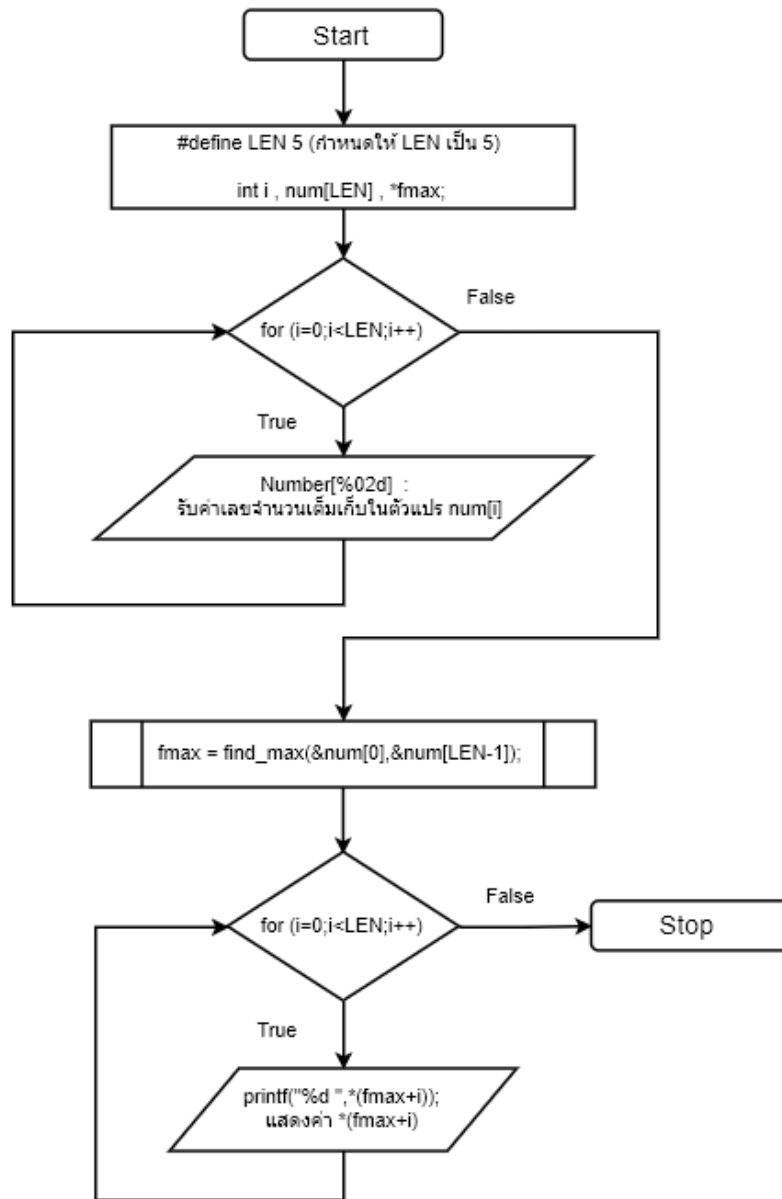 Start
#define LEN 5 (กำหนดให้ LEN เป็น 5)
int i , num[LEN] , *fmax;
for (i=0;i<LEN;i++)
False
True
Number[%02d]  :
รับค่าเลขจำนวนเต็มเก็บในตัวแปร num[i]
fmax = find_max(&num[0],&num[LEN-1]);
for (i=0;i<LEN;i++)
False
Stop
True
printf("%d ",*(fmax+i));
แสดงค่า *(fmax+i)